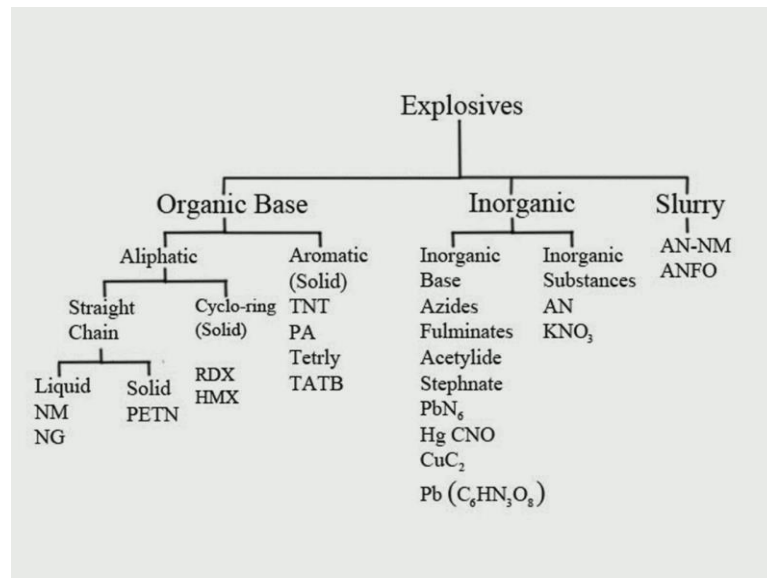 Explosives
Organic Base
Aliphatic
Straight
Chain
Liquid
NM
NG
Solid
PETN
Cyclo-ring
(Solid)
RDX
HMX
Aromatic
(Solid)
TNT
PA
Tetrly
TATB
Inorganic
Inorganic
Base
Azides
Fulminates
Acetylide
Stephnate
PbN₆
Hg CNO
CuC₂
Pb (C₆HN₃O₈)
Inorganic
Substances
AN
KNO₃
Slurry
AN-NM
ANFO